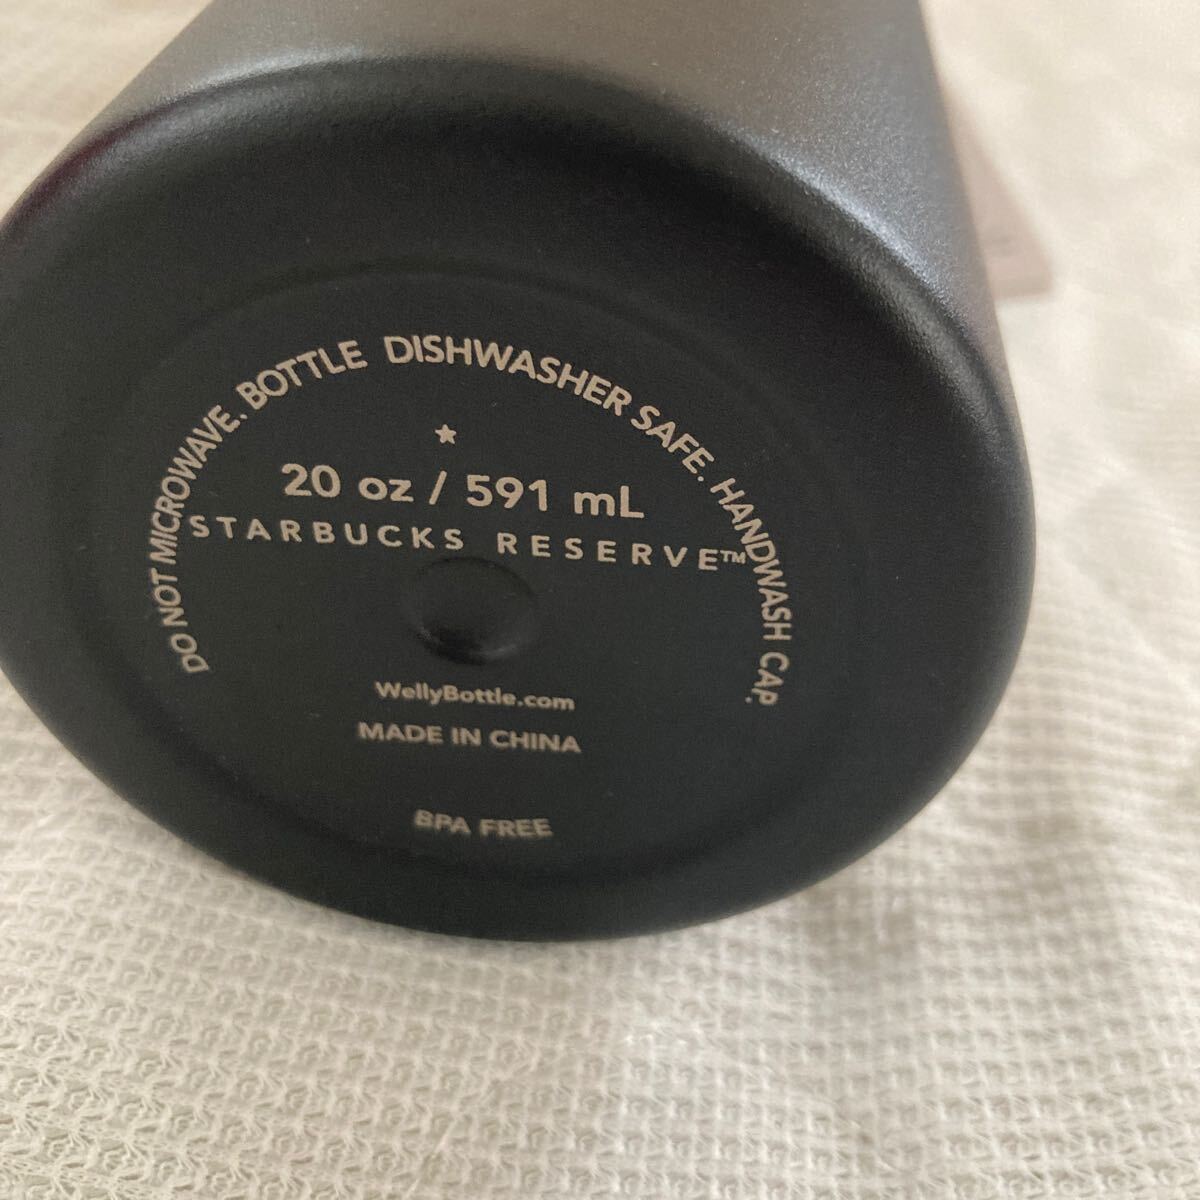 DO NOT MICROWAVE. BOTTLE DISHWASHER SAFE. HANDWASH CAP.
20 oz / 591 mL
STARBUCKS RESERVE™
WellyBottle.com
MADE IN CHINA
BPA FREE